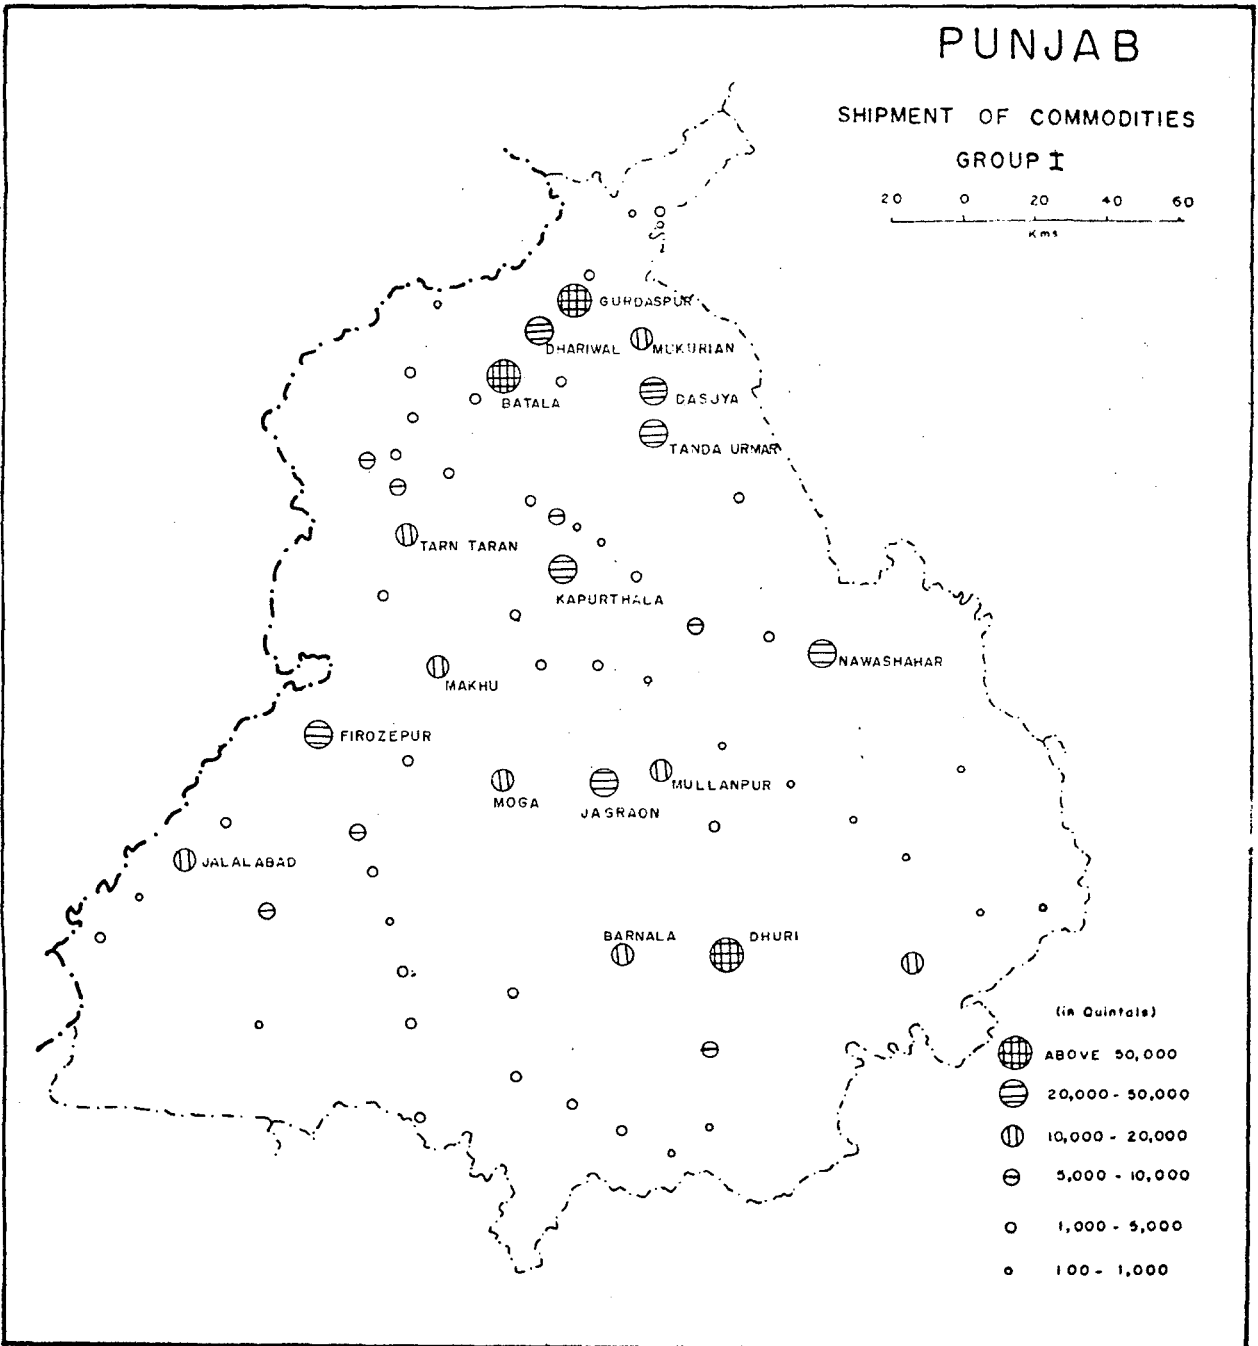 PUNJAB
SHIPMENT OF COMMODITIES
GROUP I
20 0 20 40 60
Kms
GURDASPUR
DHARIWAL
MUKURIAN
BATALA
DASJYA
TANDA URMAR
TARN TARAN
KAPURTHALA
NAWASHAHAR
MAKHU
FIROZEPUR
MOGA
JAGRAON
MULLANPUR
JALALABAD
BARNALA
DHURI
(in Quintals)
ABOVE 50,000
20,000 - 50,000
10,000 - 20,000
5,000 - 10,000
1,000 - 5,000
100 - 1,000